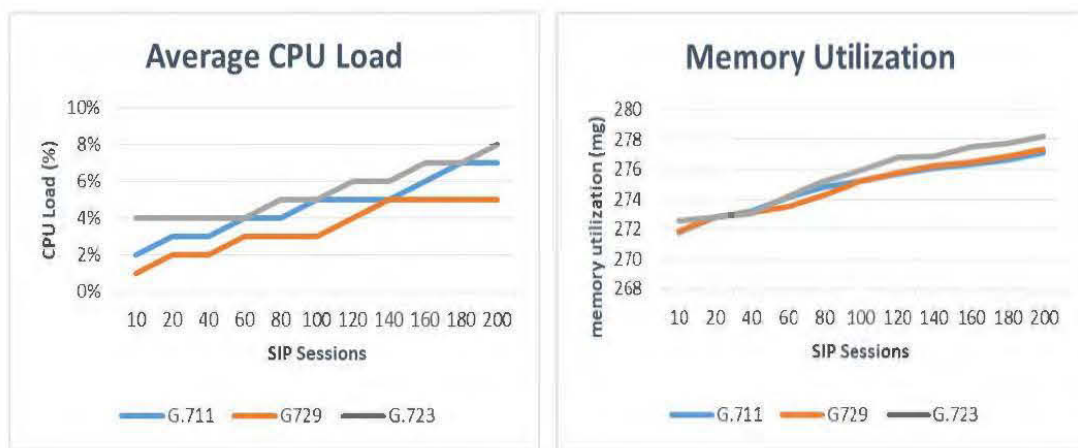 Average CPU Load
10%
8%
6%
4%
2%
0%
CPU Load (%)
10 20 40 60 80 100 120 140 160 180 200
SIP Sessions
G.711 G729 G.723
Memory Utilization
280
278
276
274
272
270
268
memory utilization (mg)
10 20 40 60 80 100 120 140 160 180 200
SIP Sessions
G.711 G729 G.723